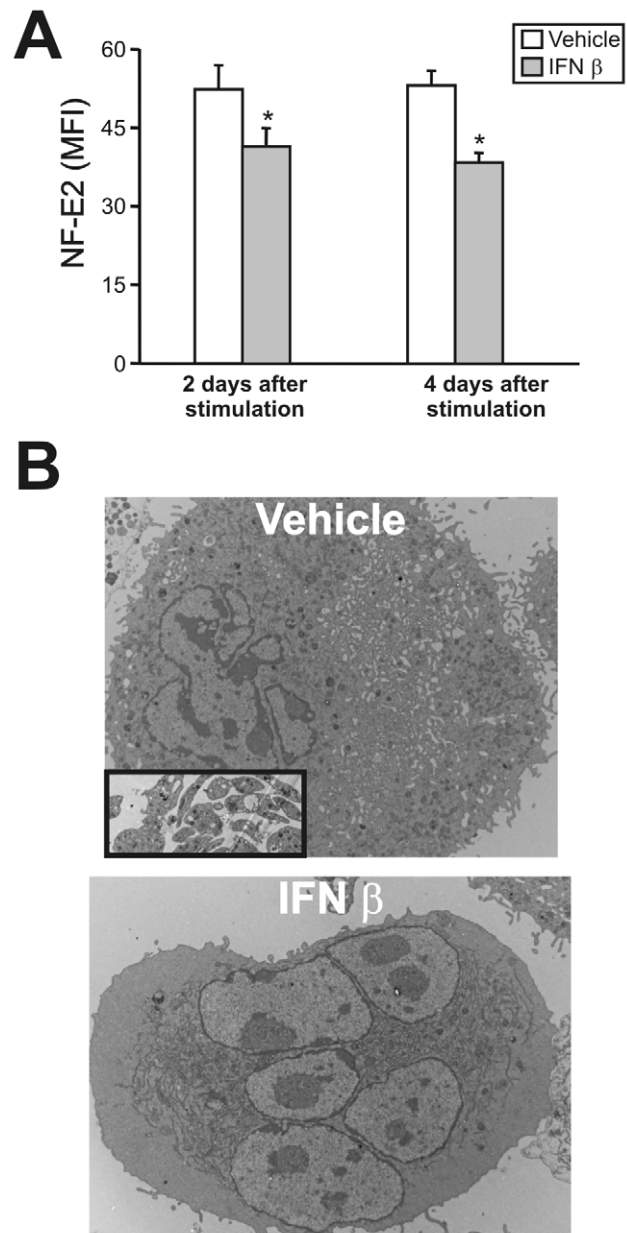 A
Vehicle
IFN β
NF-E2 (MFI)
60
45
30
15
0
*
*
2 days after
stimulation
4 days after
stimulation
B
Vehicle
IFN β